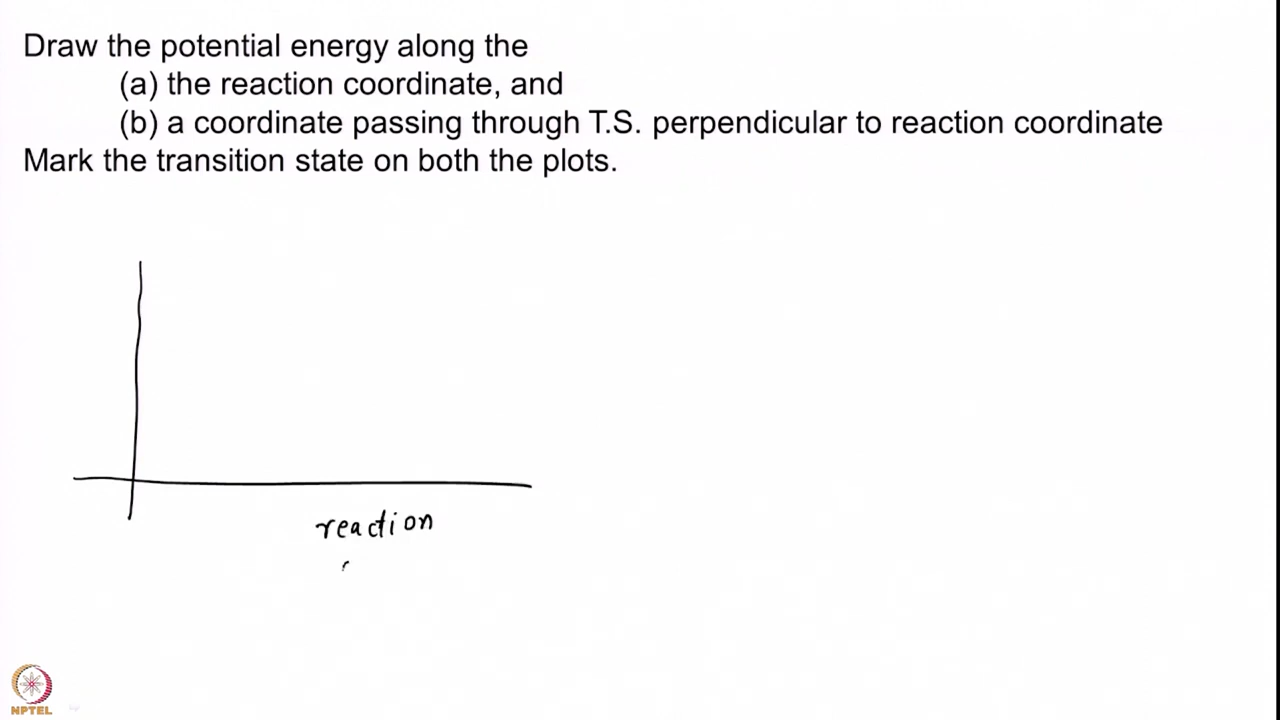 Draw the potential energy along the
(a) the reaction coordinate, and
(b) a coordinate passing through T.S. perpendicular to reaction coordinate
Mark the transition state on both the plots.
reaction
NPTEL